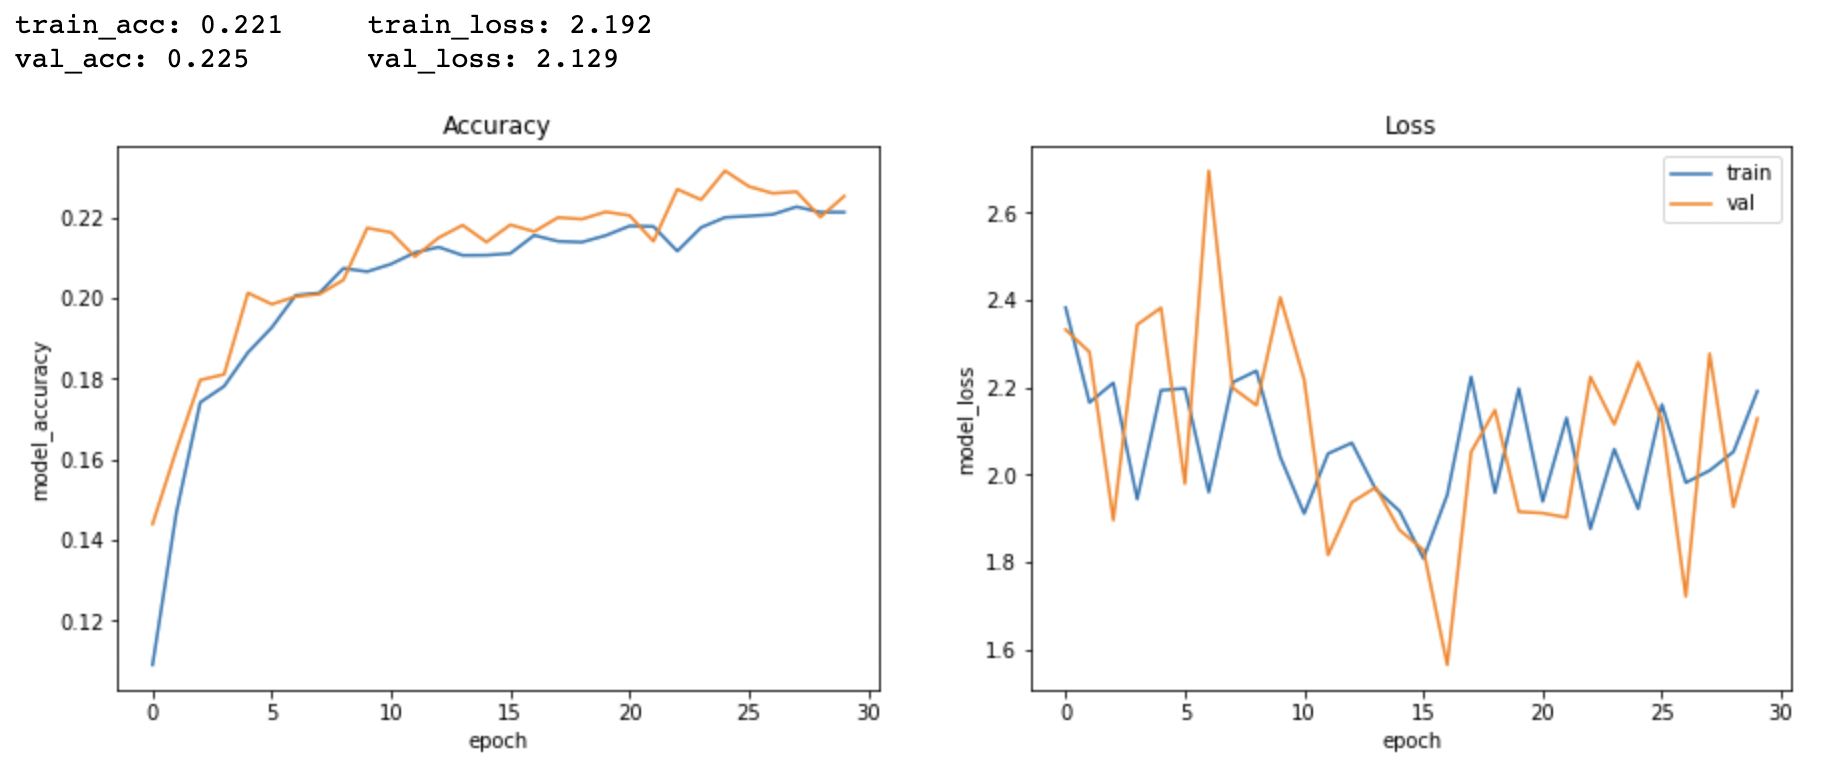 train_acc: 0.221 train_loss: 2.192
val_acc: 0.225 val_loss: 2.129
Accuracy
model_accuracy
0.22
0.20
0.18
0.16
0.14
0.12
0 5 10 15 20 25 30
epoch
Loss
train
val
model_loss
2.6
2.4
2.2
2.0
1.8
1.6
0 5 10 15 20 25 30
epoch